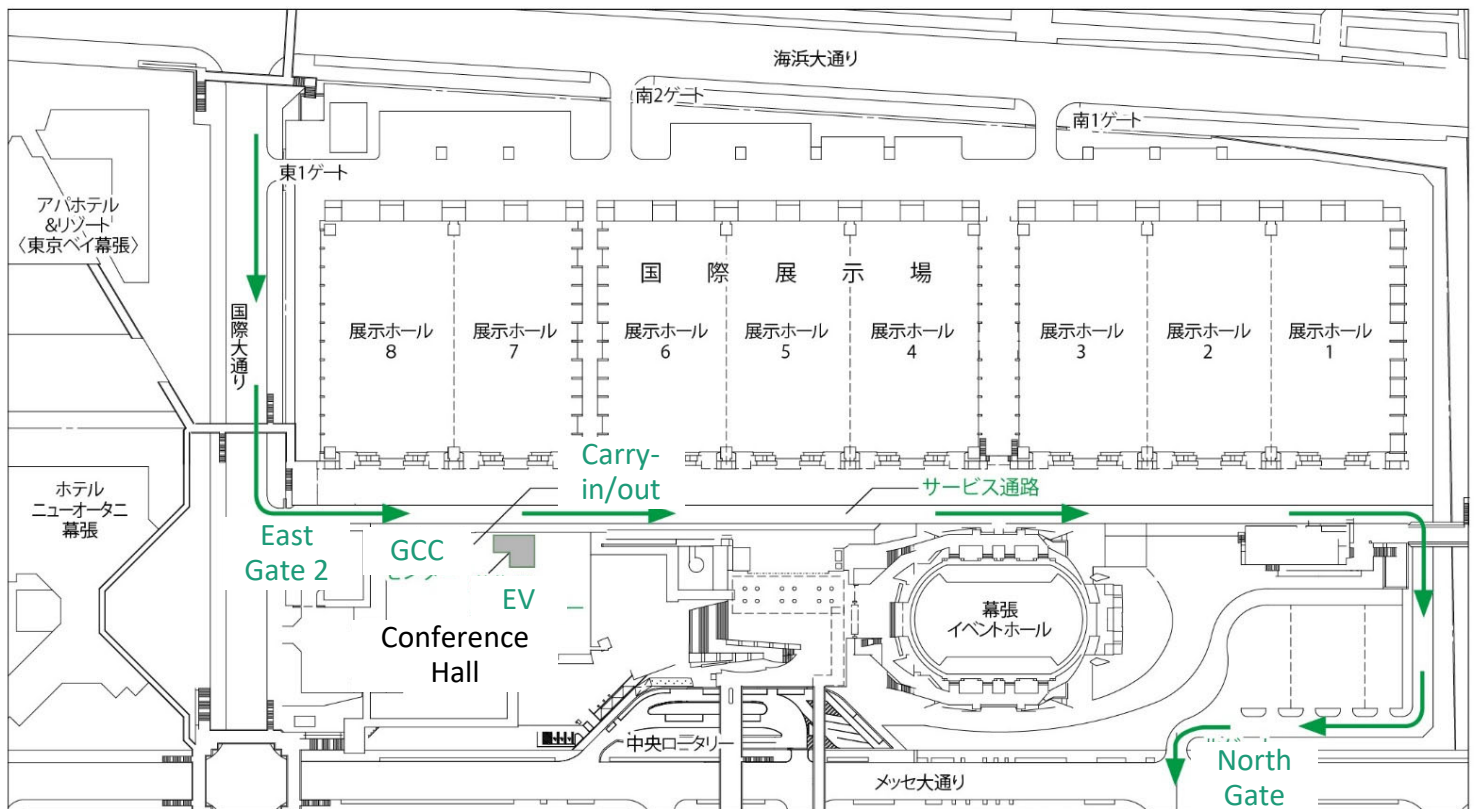 海浜大通り
南2ゲート
南1ゲート
東1ゲート
アパホテル
&リゾート
〈東京ベイ幕張〉
国際大通り
国際展示場
展示ホール
8
展示ホール
7
展示ホール
6
展示ホール
5
展示ホール
4
展示ホール
3
展示ホール
2
展示ホール
1
Carry-
in/out
サービス通路
ホテル
ニューオータニ
幕張
East
Gate 2
GCC
EV
Conference
Hall
幕張
イベントホール
中央ロータリー
メッセ大通り
North
Gate